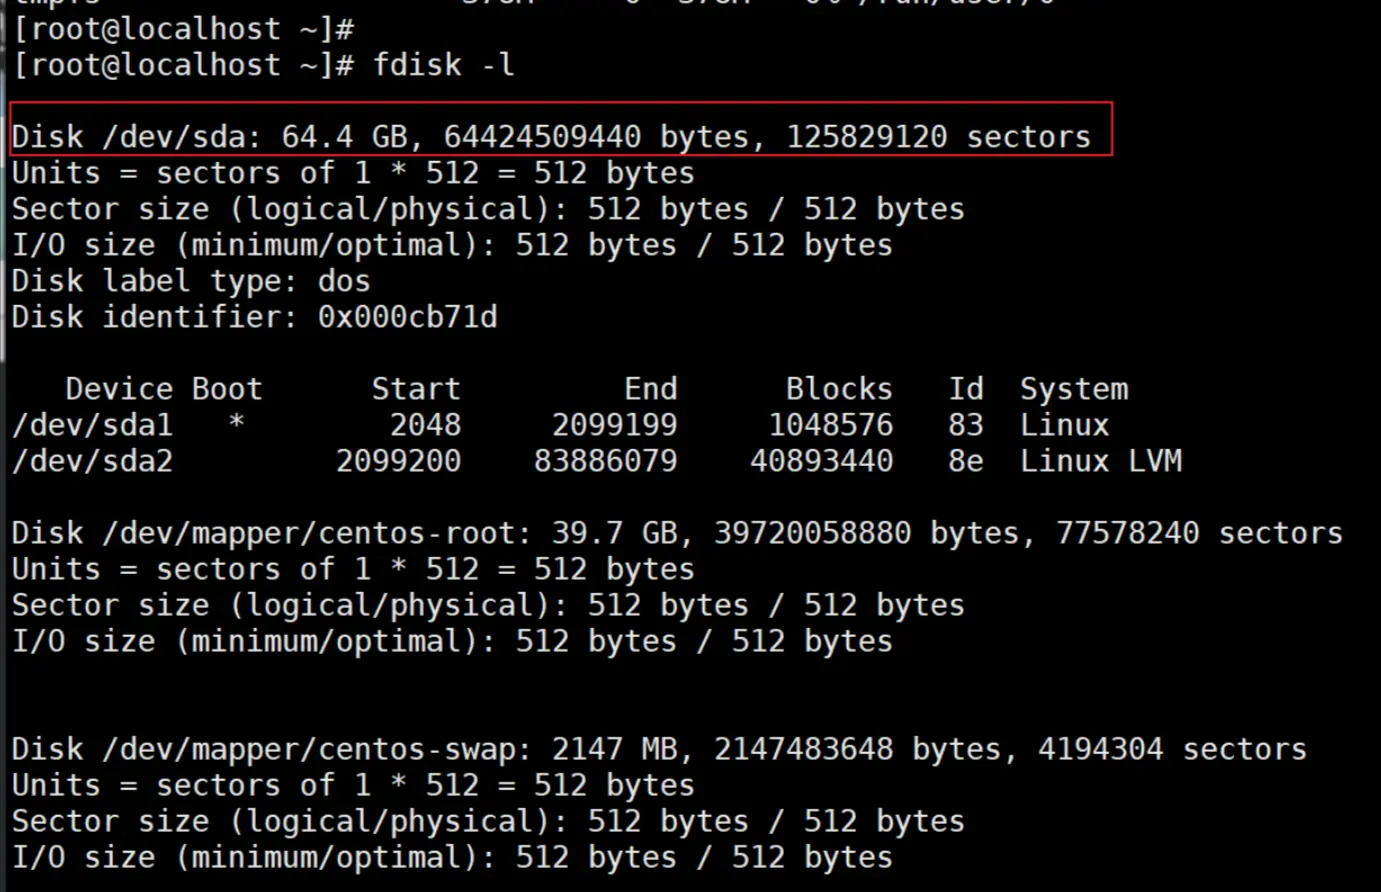 [root@localhost ~]#
[root@localhost ~]# fdisk -l
Disk /dev/sda: 64.4 GB, 64424509440 bytes, 125829120 sectors
Units = sectors of 1 * 512 = 512 bytes
Sector size (logical/physical): 512 bytes / 512 bytes
I/O size (minimum/optimal): 512 bytes / 512 bytes
Disk label type: dos
Disk identifier: 0x000cb71d
   Device Boot      Start         End      Blocks   Id  System
/dev/sda1   *        2048     2099199     1048576   83  Linux
/dev/sda2         2099200    83886079    40893440   8e  Linux LVM
Disk /dev/mapper/centos-root: 39.7 GB, 39720058880 bytes, 77578240 sectors
Units = sectors of 1 * 512 = 512 bytes
Sector size (logical/physical): 512 bytes / 512 bytes
I/O size (minimum/optimal): 512 bytes / 512 bytes
Disk /dev/mapper/centos-swap: 2147 MB, 2147483648 bytes, 4194304 sectors
Units = sectors of 1 * 512 = 512 bytes
Sector size (logical/physical): 512 bytes / 512 bytes
I/O size (minimum/optimal): 512 bytes / 512 bytes